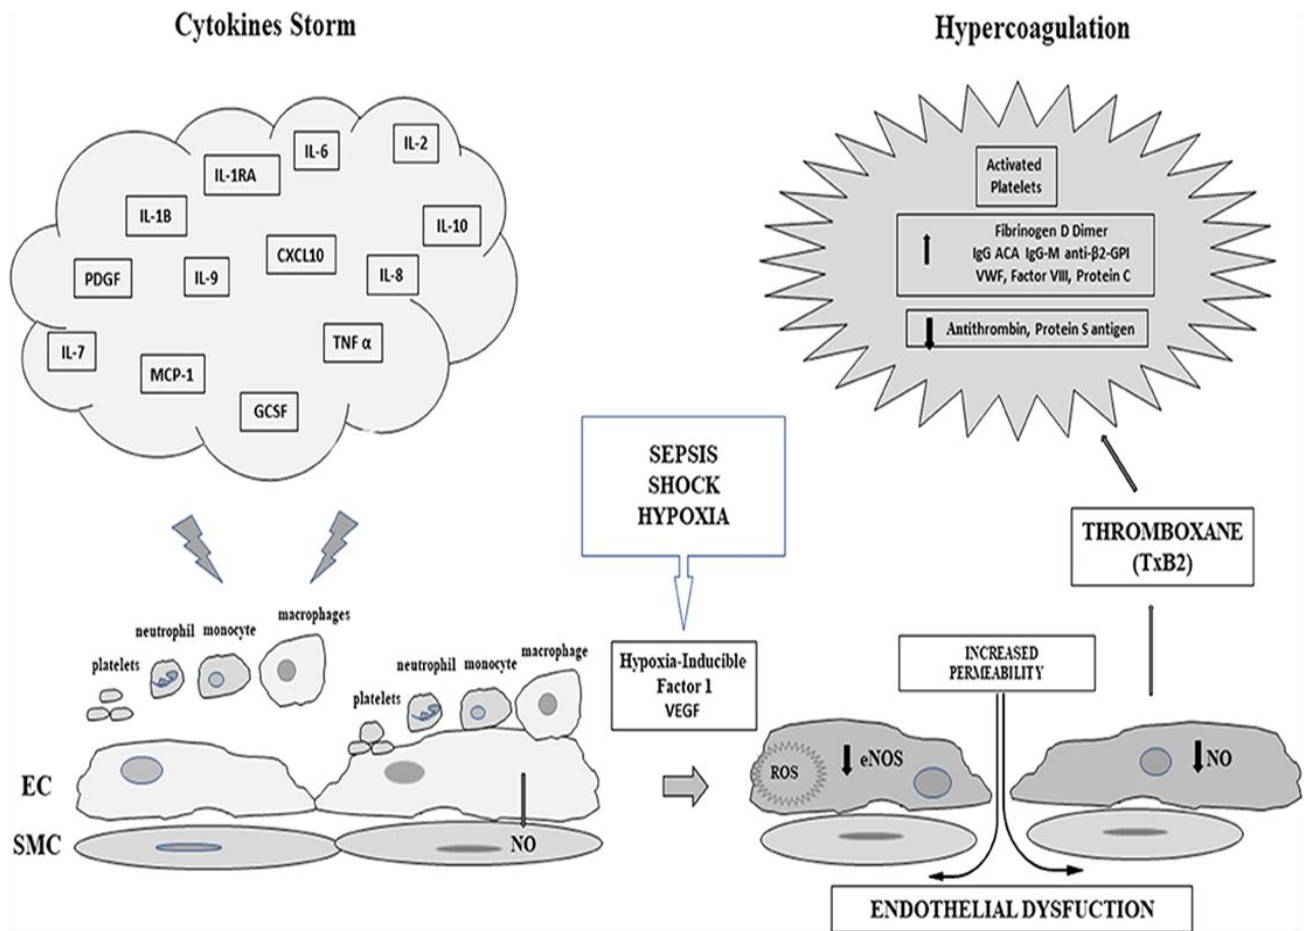 Cytokines Storm
Hypercoagulation
IL-6
IL-2
IL-1RA
IL-1B
IL-10
CXCL10
PDGF
IL-9
IL-8
IL-7
TNF α
MCP-1
GCSF
Activated
Platelets
Fibrinogen D Dimer
IgG ACA IgG-M anti-β2-GPI
VWF, Factor VIII, Protein C
Antithrombin, Protein S antigen
SEPSIS
SHOCK
HYPOXIA
THROMBOXANE
(TxB2)
macrophages
neutrophil monocyte
platelets
macrophage
neutrophil monocyte
platelets
Hypoxia-Inducible
Factor 1
VEGF
INCREASED
PERMEABILITY
EC
ROS
eNOS
NO
SMC
NO
ENDOTHELIAL DYSFUCTION